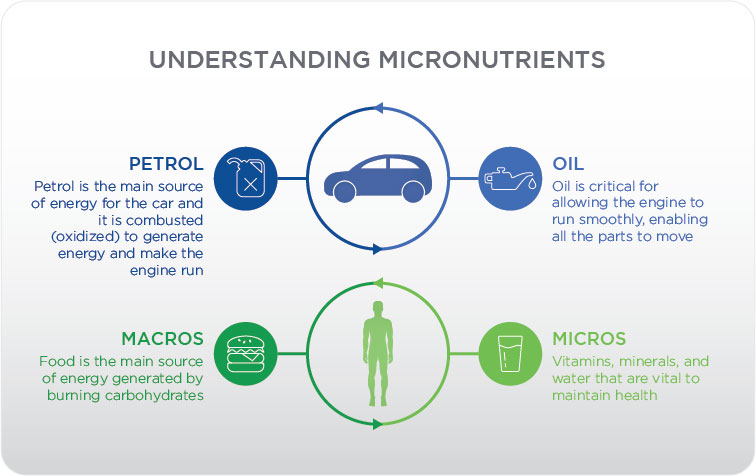 UNDERSTANDING MICRONUTRIENTS
PETROL
Petrol is the main source
of energy for the car and
it is combusted
(oxidized) to generate
energy and make the
engine run
OIL
Oil is critical for
allowing the engine to
run smoothly, enabling
all the parts to move
MACROS
Food is the main source
of energy generated by
burning carbohydrates
MICROS
Vitamins, minerals, and
water that are vital to
maintain health